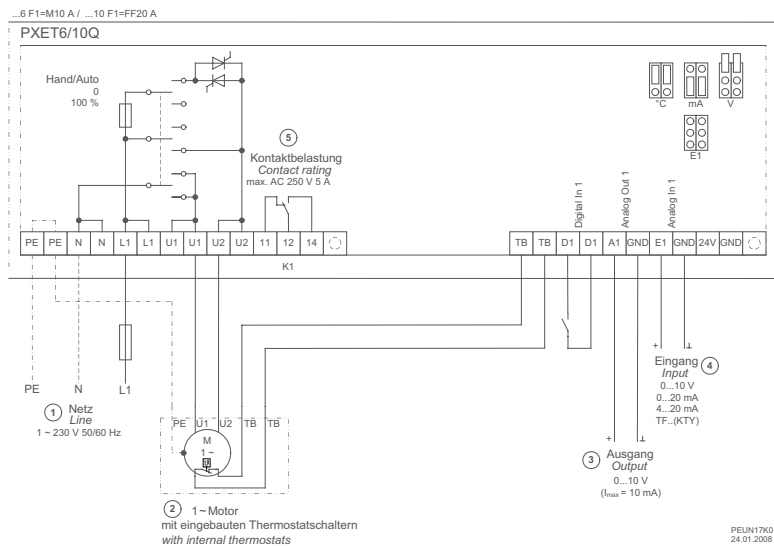 ...6 F1=M10 A / ...10 F1=FF20 A
PXET6/10Q
Hand/Auto
0
100 %
°C
mA
V
E1
5
Kontaktbelastung
Contact rating
max. AC 250 V 5 A
Digital In 1
Analog Out 1
Analog In 1
PE PE N N L1 L1 U1 U1 U2 U2 11 12 14
TB TB D1 D1 A1 GND E1 GND 24V GND
K1
PE N L1
1 Netz
Line
1 ~ 230 V 50/60 Hz
+ ⊥
Eingang 4
Input
0...10 V
0...20 mA
4...20 mA
TF..(KTY)
PE U1 U2 TB TB
M
1 ~
+ ⊥
3 Ausgang
Output
0...10 V
(Imax = 10 mA)
2 1~Motor
mit eingebauten Thermostatschaltern
with internal thermostats
PEUN17K0
24.01.2008